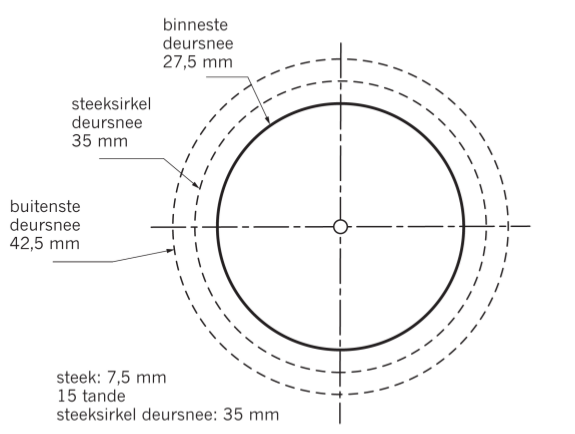 binneste
deursnee
27,5 mm
steeksirkel
deursnee
35 mm
buitenste
deursnee
42,5 mm
steek: 7,5 mm
15 tande
steeksirkel deursnee: 35 mm